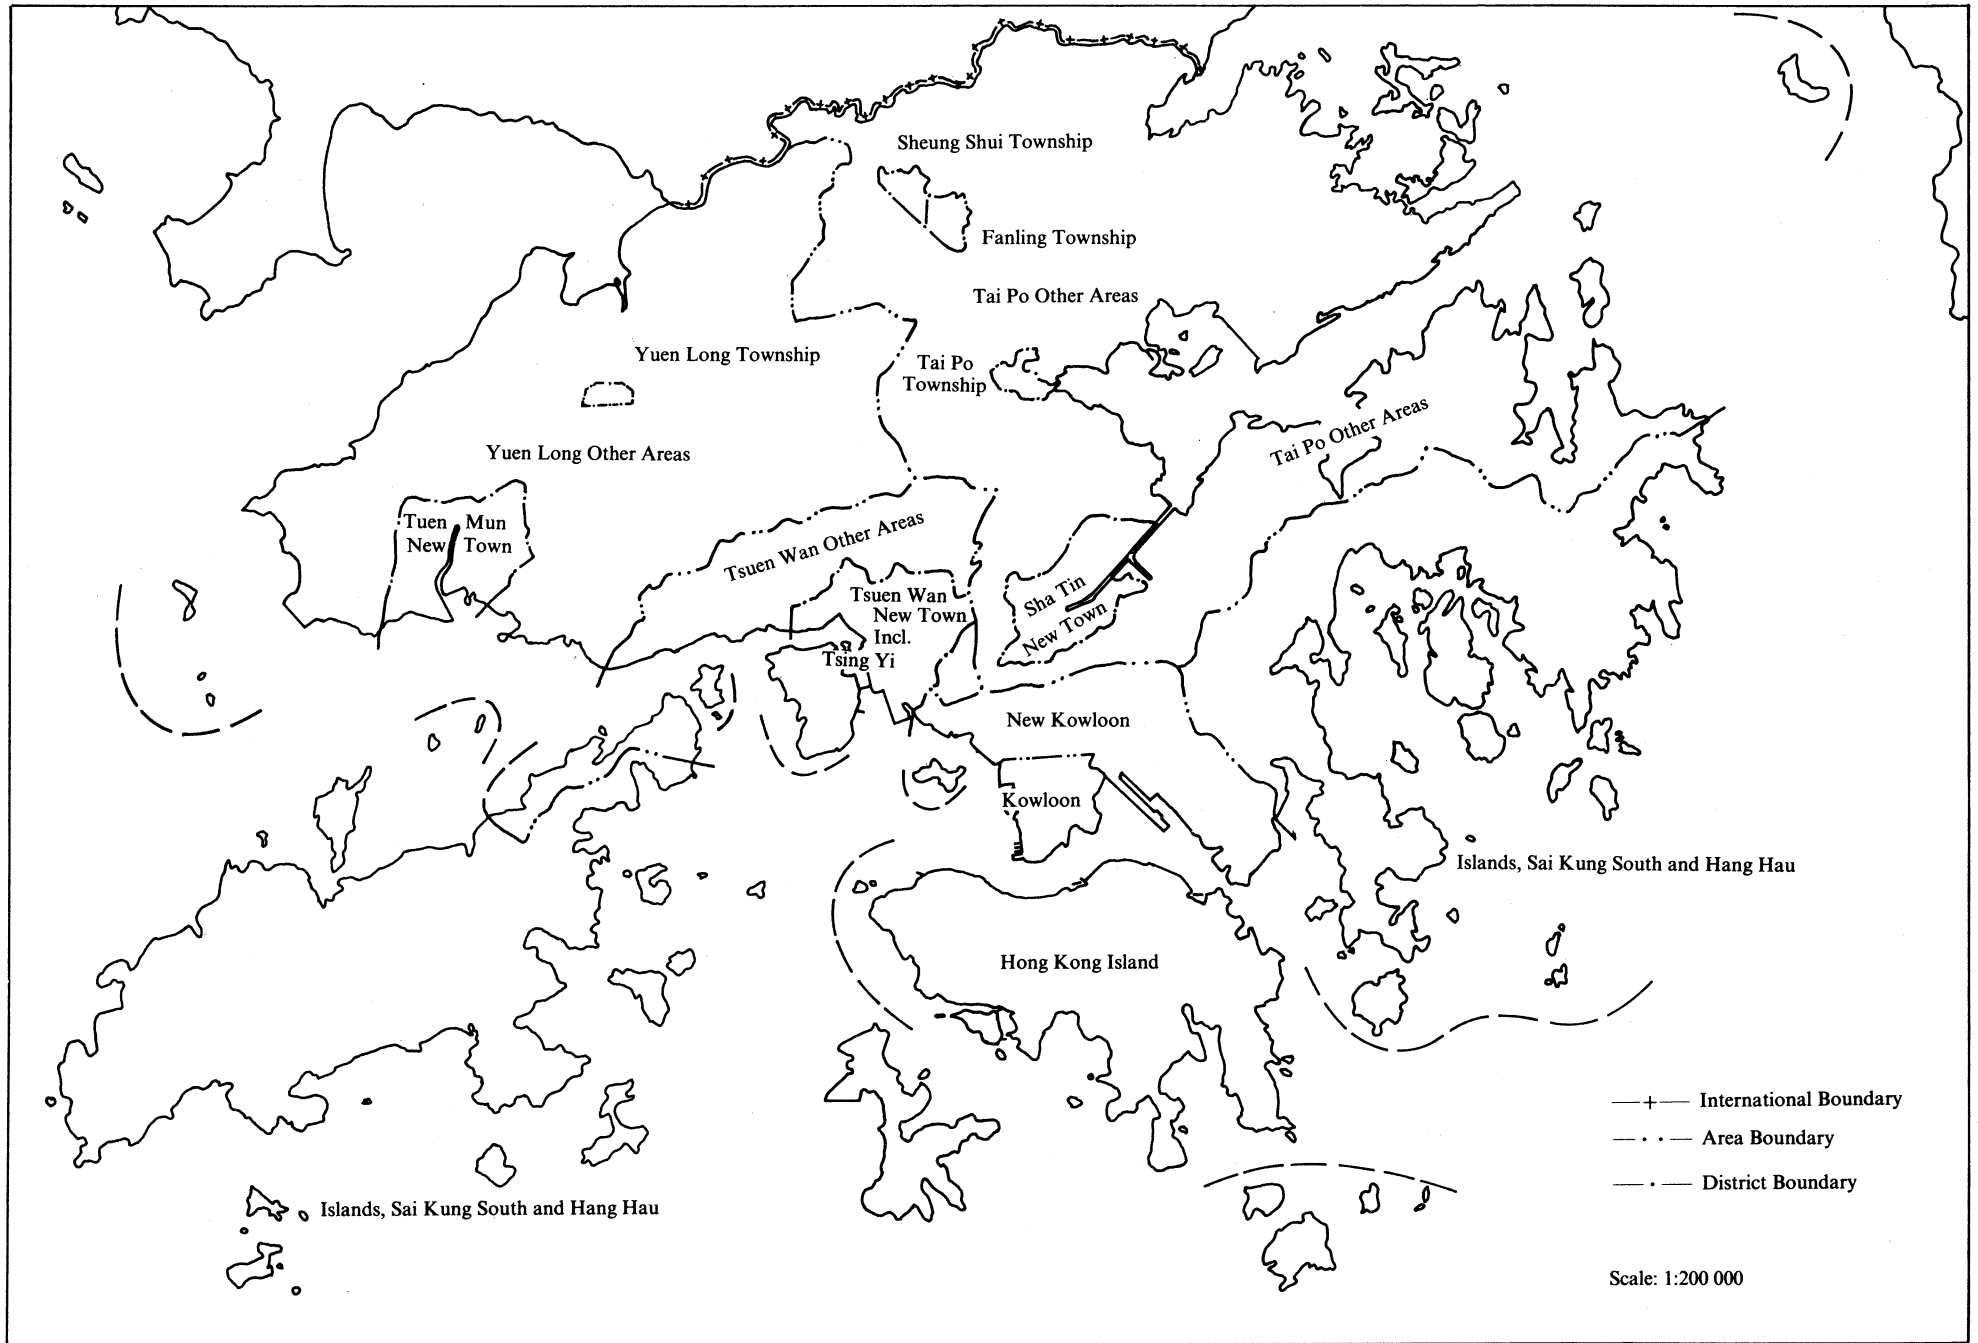 Sheung Shui Township
Fanling Township
Tai Po Other Areas
Yuen Long Township
Tai Po
Township
Tai Po Other Areas
Yuen Long Other Areas
Tuen Mun
New Town
Tsuen Wan Other Areas
Tsuen Wan
New Town
Incl.
Tsing Yi
Sha Tin
New Town
New Kowloon
Kowloon
Islands, Sai Kung South and Hang Hau
Hong Kong Island
Islands, Sai Kung South and Hang Hau
International Boundary
Area Boundary
District Boundary
Scale: 1:200 000